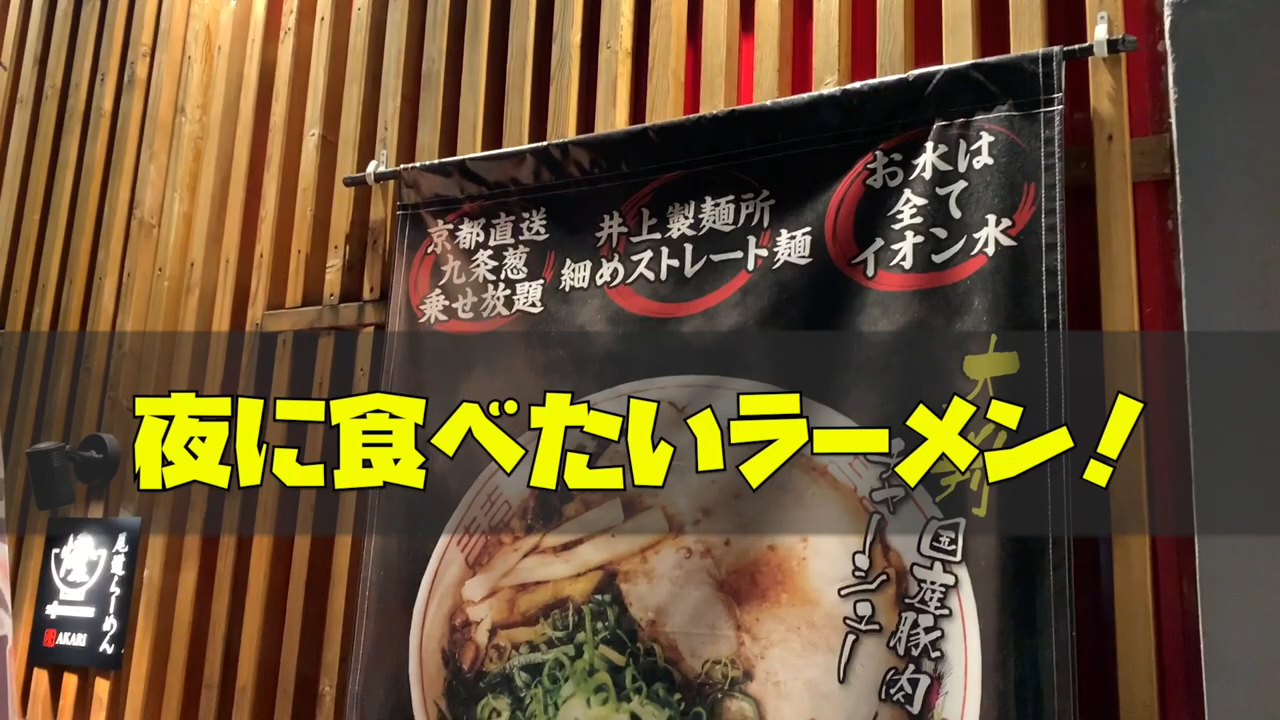 京都直送
九条葱
乗せ放題
井上製麺所
細めストレート麺
お水は
全て
イオン水
夜に食べたいラーメン！
大判
国産豚肉
チャーシュー
尾道らーめん
AKARI